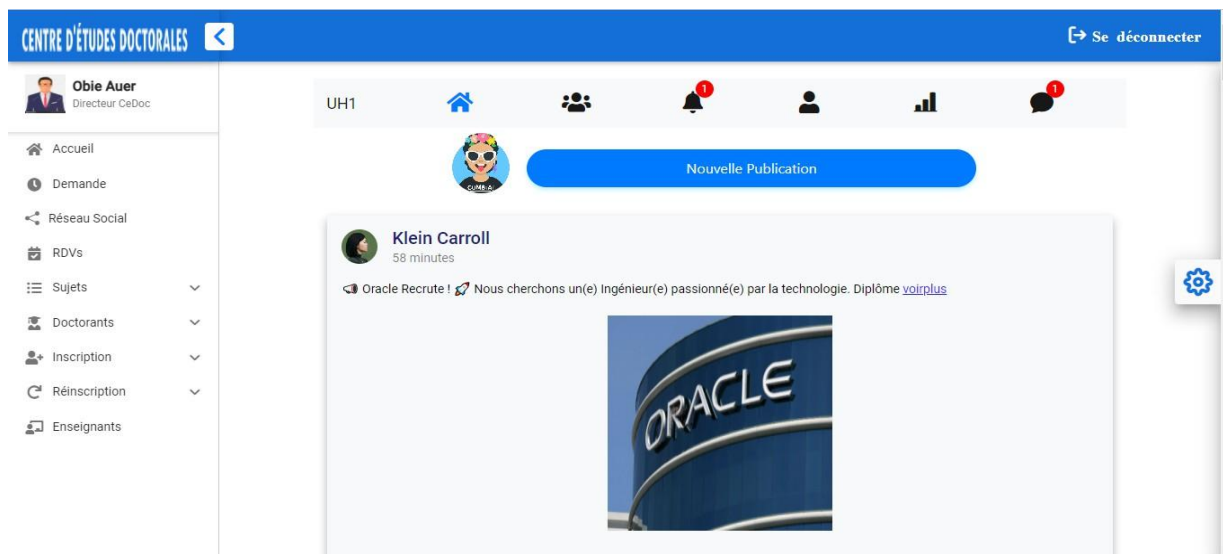 CENTRE D'ÉTUDES DOCTORALES
Se déconnecter
Obie Auer
Directeur CeDoc
Accueil
Demande
Réseau Social
RDVs
Sujets
Doctorants
Inscription
Réinscription
Enseignants
UH1
1
1
CUMBIA!
Nouvelle Publication
Klein Carroll
58 minutes
Oracle Recrute ! 🚀 Nous cherchons un(e) Ingénieur(e) passionné(e) par la technologie. Diplôme voirplus
ORACLE